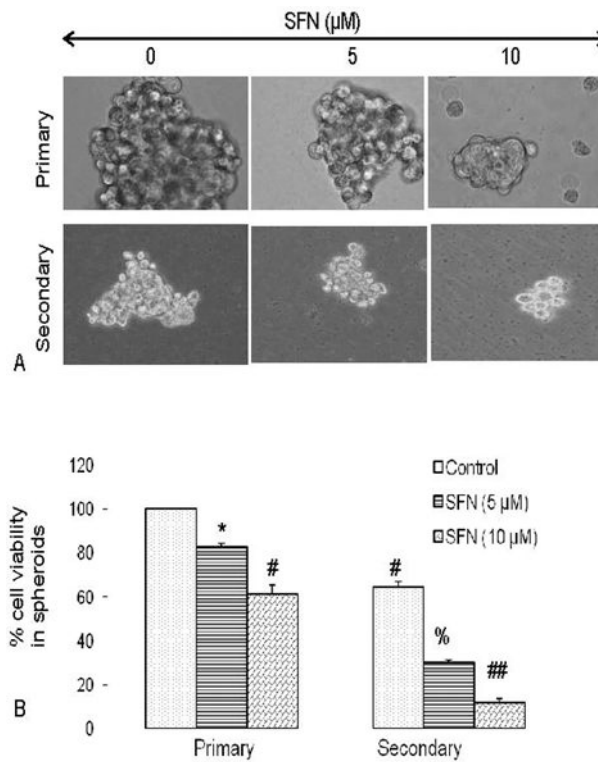 SFN (µM)
0 5 10
Primary
Secondary
A
120
100
80
60
40
20
0
% cell viability
in spheroids
Control
SFN (5 µM)
SFN (10 µM)
*
#
#
%
##
B
Primary Secondary